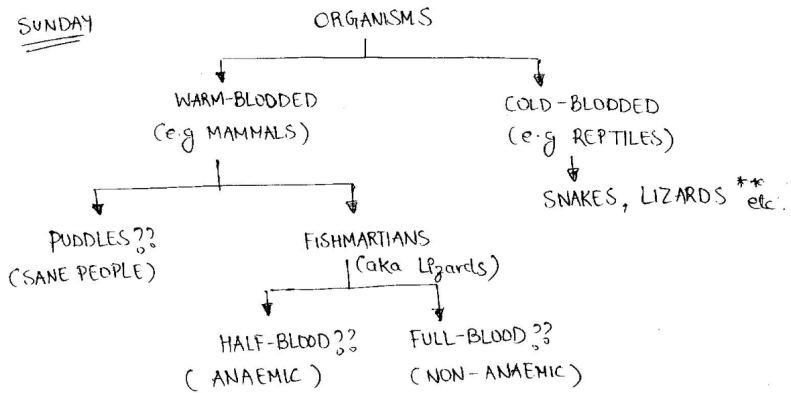 SUNDAY
ORGANISMS
WARM-BLODDED
(e.g MAMMALS)
COLD-BLODDED
(e.g REPTILES)
SNAKES, LIZARDS ** etc.
PUDDLES??
(SANE PEOPLE)
FISHMARTIANS
(aka Lizards)
HALF-BLOOD??
(ANAEMIC)
FULL-BLOOD??
(NON-ANAEMIC)